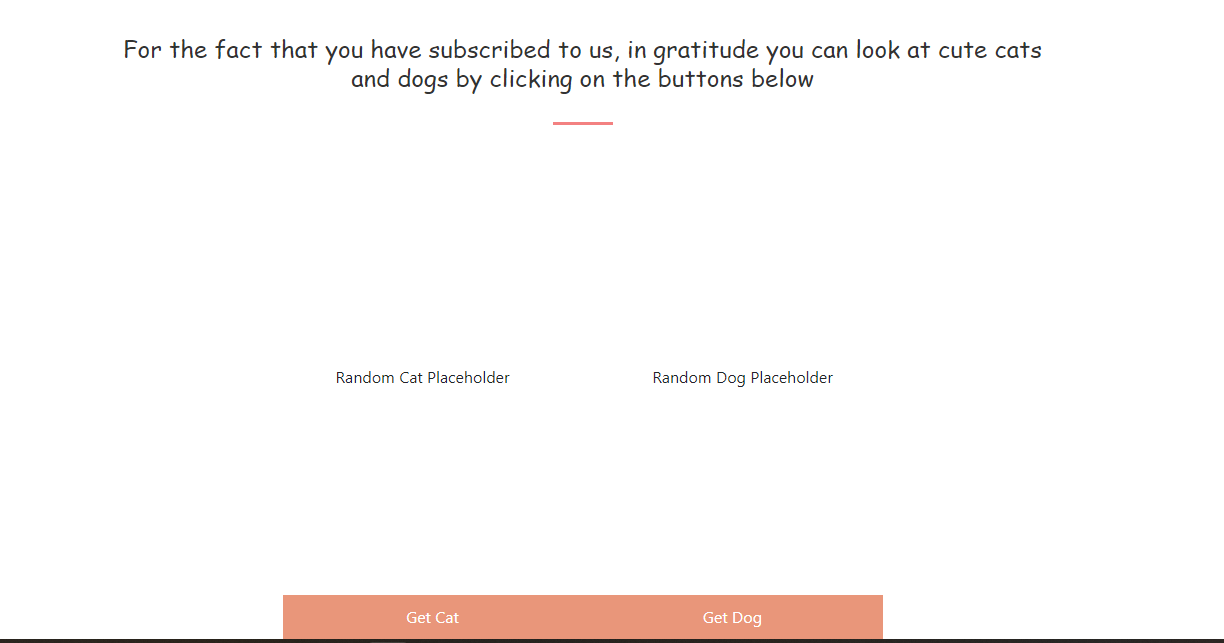 For the fact that you have subscribed to us, in gratitude you can look at cute cats
and dogs by clicking on the buttons below
Random Cat Placeholder
Random Dog Placeholder
Get Cat
Get Dog